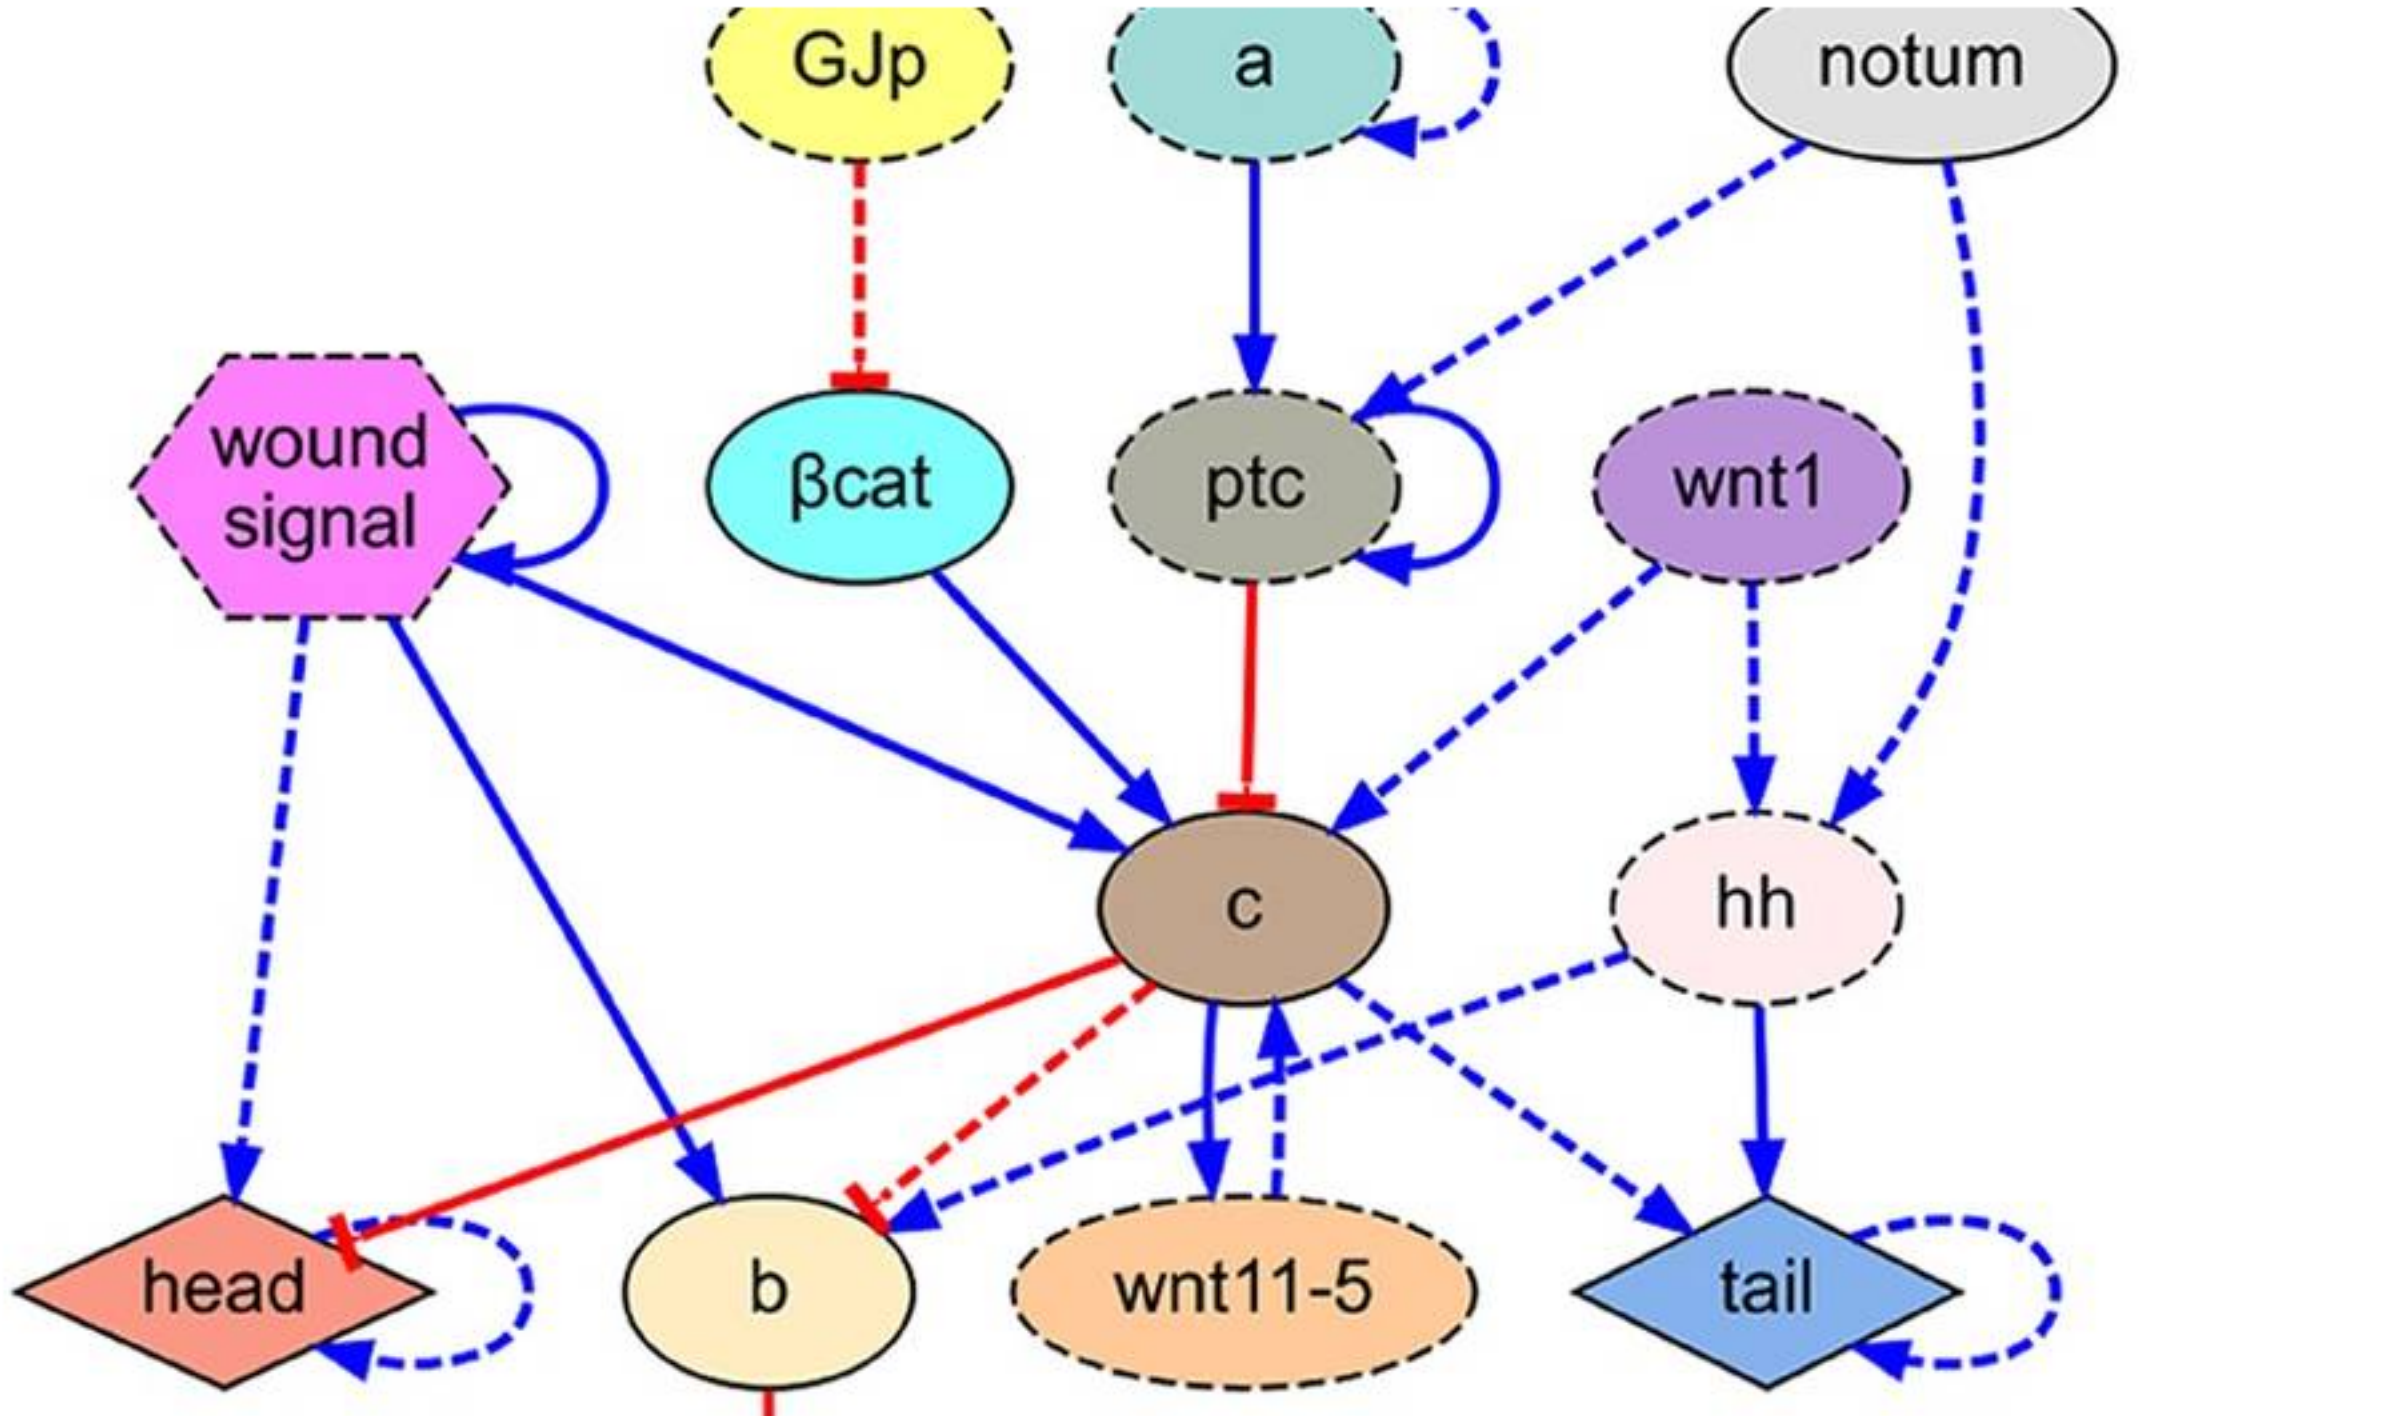 GJp
a
notum
wound
signal
βcat
ptc
wnt1
c
hh
head
b
wnt11-5
tail